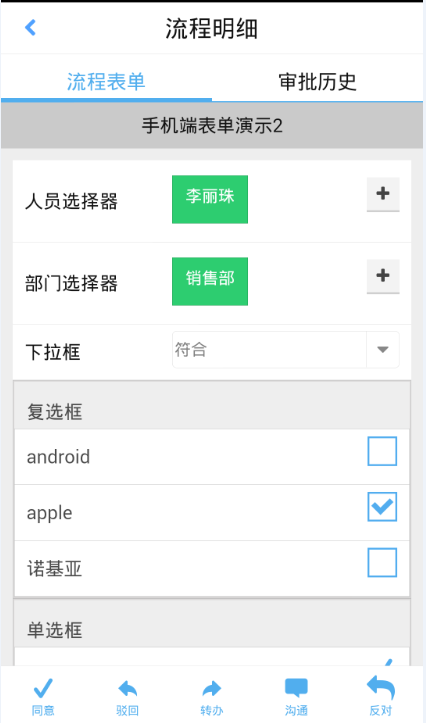 流程明细
流程表单 审批历史
手机端表单演示2
人员选择器 李丽珠
部门选择器 销售部
下拉框 符合
复选框
android
apple
诺基亚
单选框
同意 驳回 转办 沟通 反对